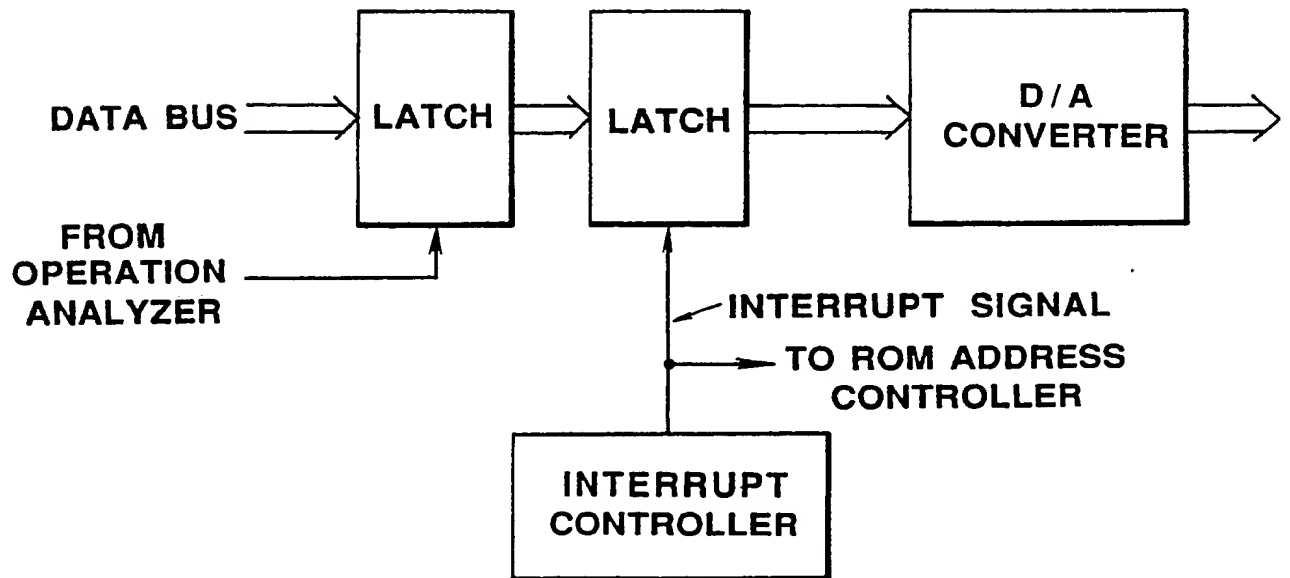 DATA BUS
LATCH
LATCH
D/A
CONVERTER
FROM
OPERATION
ANALYZER
INTERRUPT SIGNAL
TO ROM ADDRESS
CONTROLLER
INTERRUPT
CONTROLLER